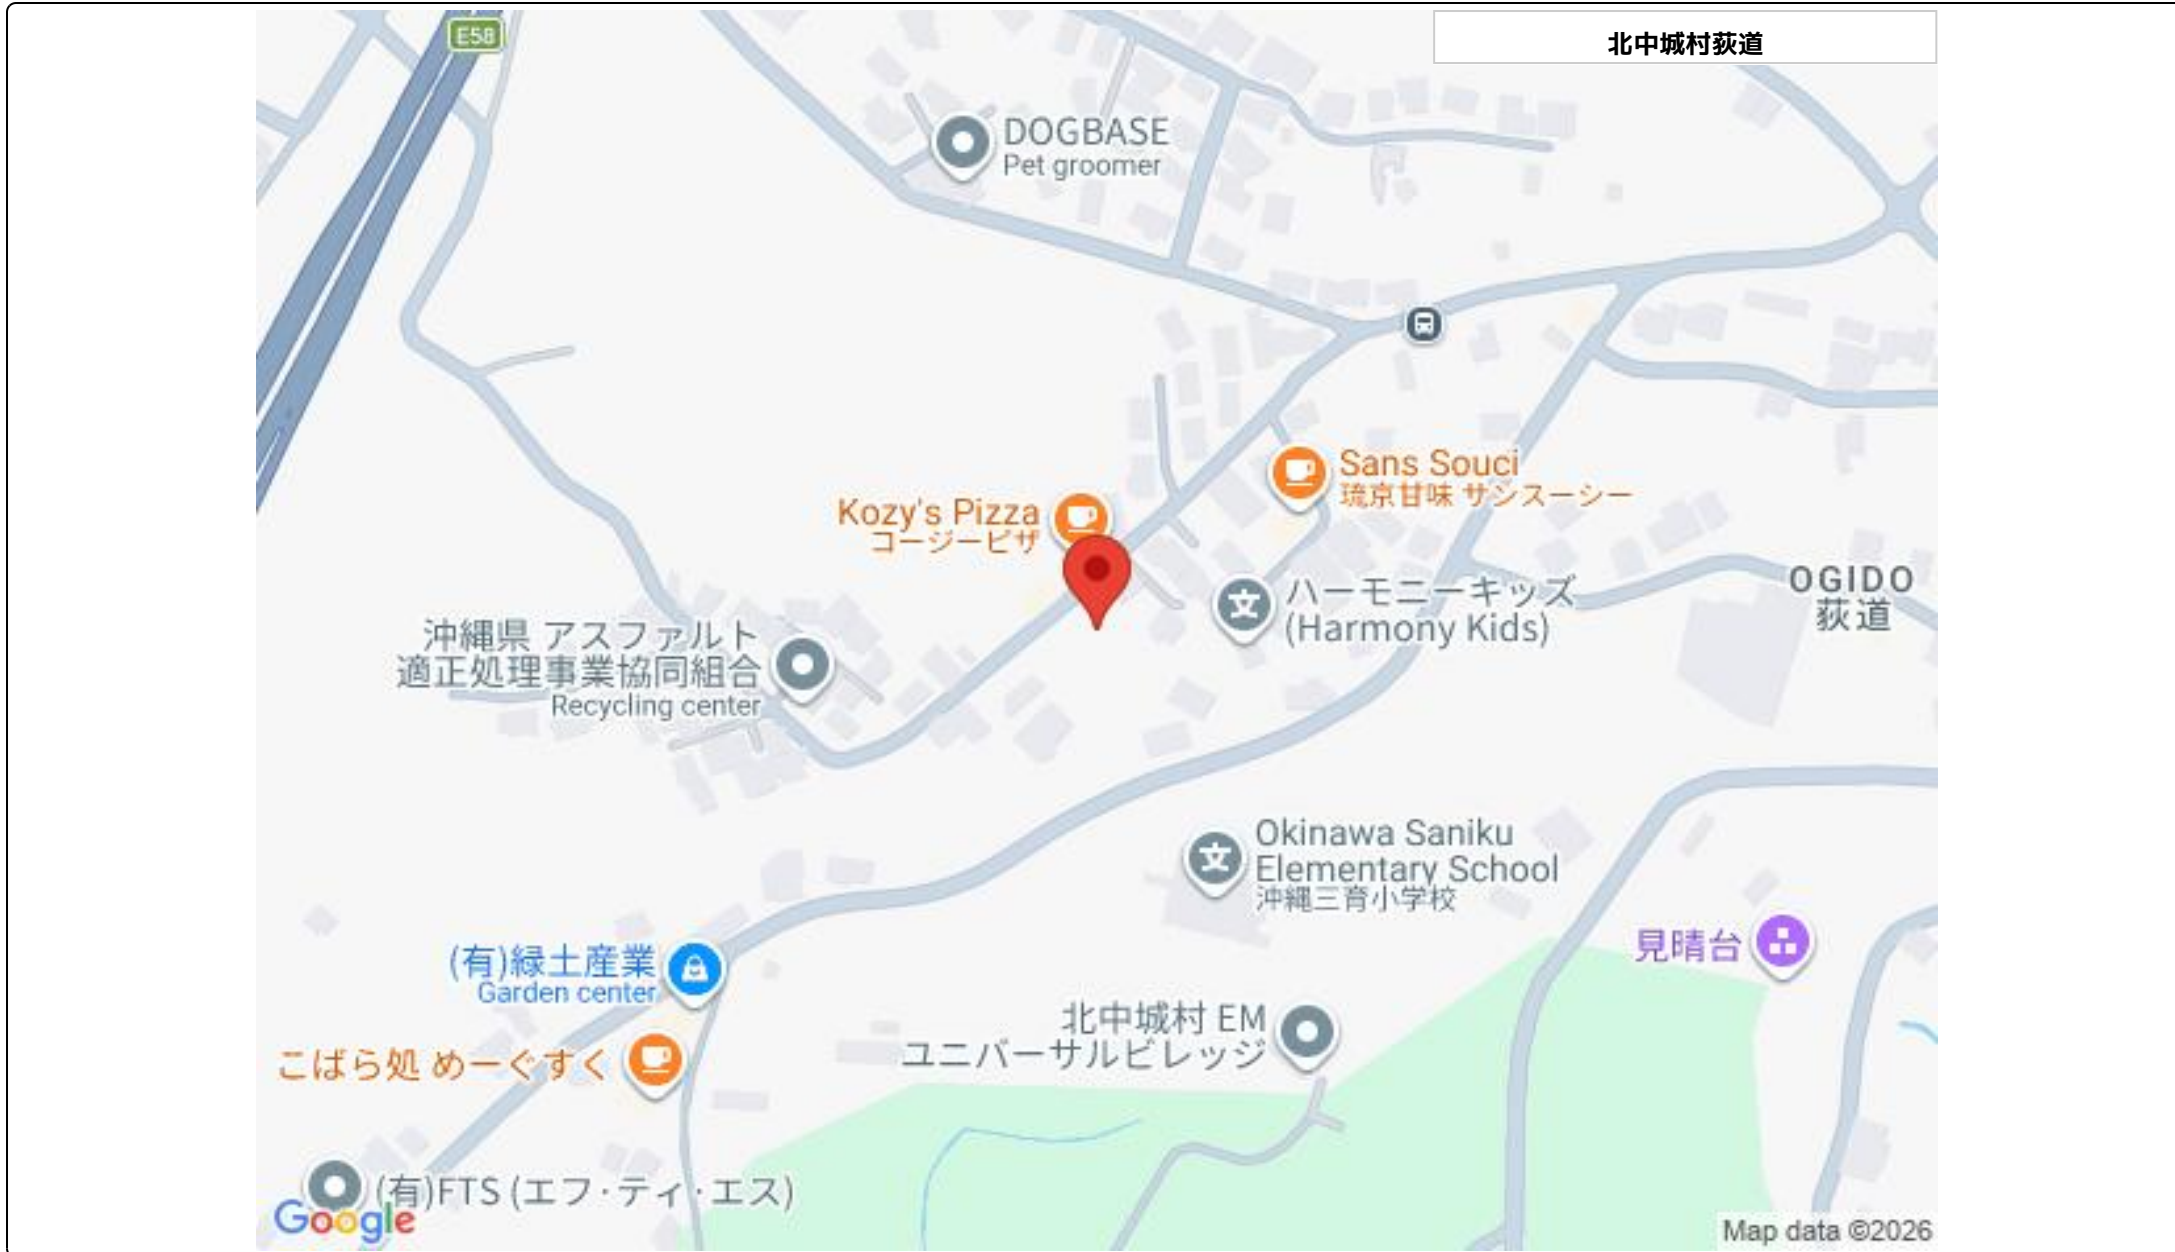 E58
北中城村荻道
DOGBASE
Pet groomer
Sans Souci
琉京甘味 サンスーシー
Kozy's Pizza
コージーピザ
OGIDO
荻道
ハーモニーキッズ
(Harmony Kids)
沖縄県 アスファルト
適正処理事業協同組合
Recycling center
Okinawa Saniku
Elementary School
沖縄三育小学校
見晴台
(有)緑土産業
Garden center
北中城村 EM
ユニバーサルビレッジ
こばら処 めーぐすく
(有)FTS (エフ·ティ·エス)
Google
Map data ©2026